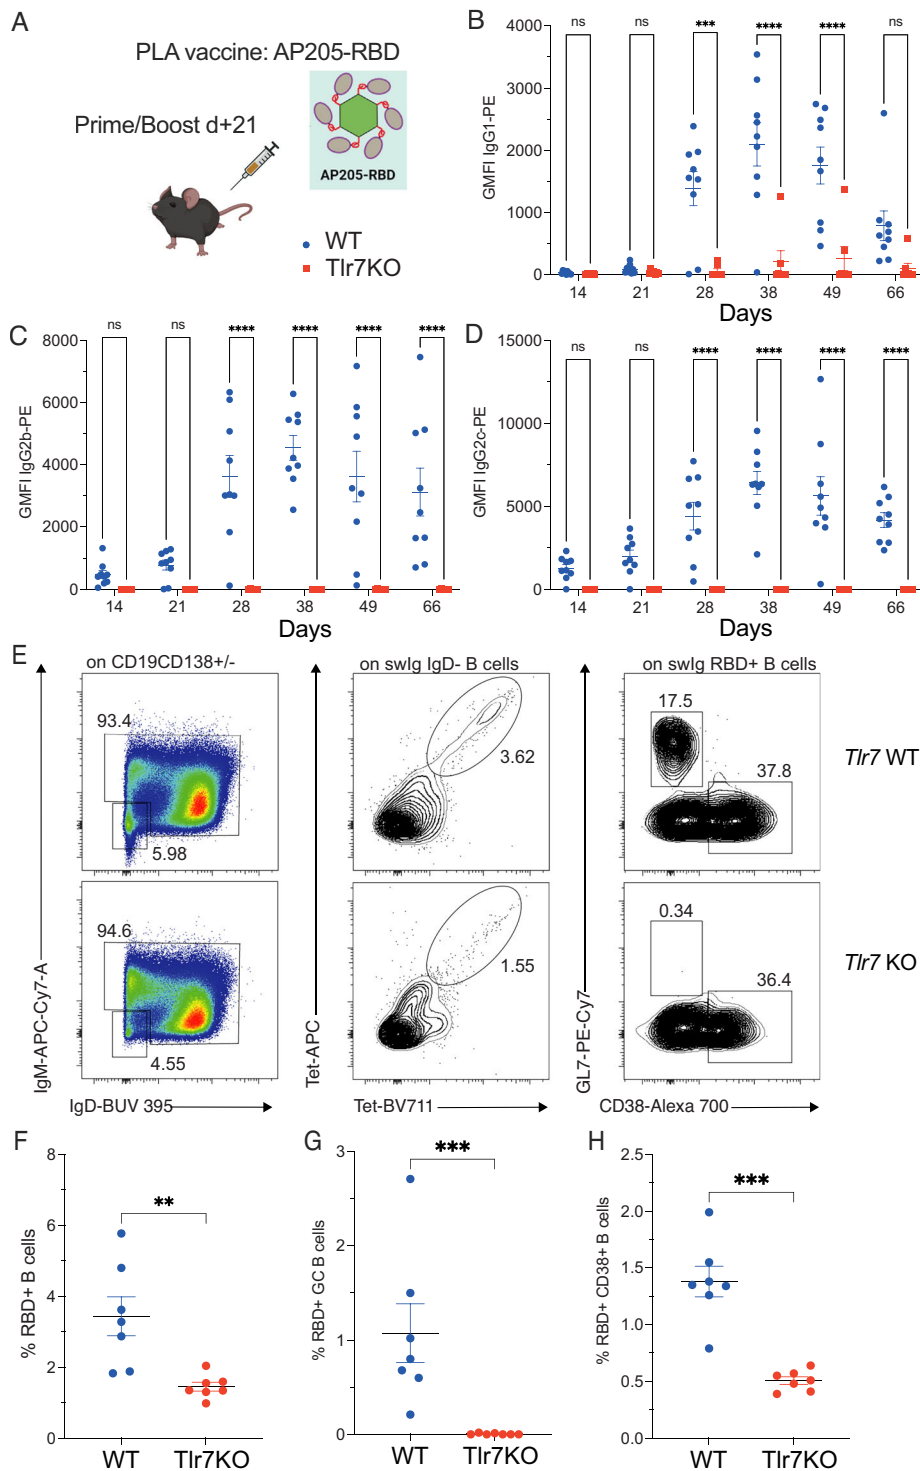 A
PLA vaccine: AP205-RBD
Prime/Boost d+21
AP205-RBD
WT
Tlr7KO
B
ns ns *** **** **** ns
4000
3000
2000
1000
0
GMFI IgG1-PE
14 21 28 38 49 66
Days
C
ns ns **** **** **** ****
8000
6000
4000
2000
0
GMFI IgG2b-PE
14 21 28 38 49 66
Days
D
ns ns **** **** **** ****
15000
10000
5000
0
GMFI IgG2c-PE
14 21 28 38 49 66
Days
E
on CD19CD138+/-
on swIg IgD- B cells
on swIg RBD+ B cells
93.4
5.98
3.62
17.5
37.8
Tlr7 WT
94.6
4.55
1.55
0.34
36.4
Tlr7 KO
IgM-APC-Cy7-A
IgD-BUV 395
Tet-APC
Tet-BV711
GL7-PE-Cy7
CD38-Alexa 700
F
**
8
6
4
2
0
% RBD+ B cells
WT Tlr7KO
G
***
3
2
1
0
% RBD+ GC B cells
WT Tlr7KO
H
***
2.5
2.0
1.5
1.0
0.5
0.0
% RBD+ CD38+ B cells
WT Tlr7KO